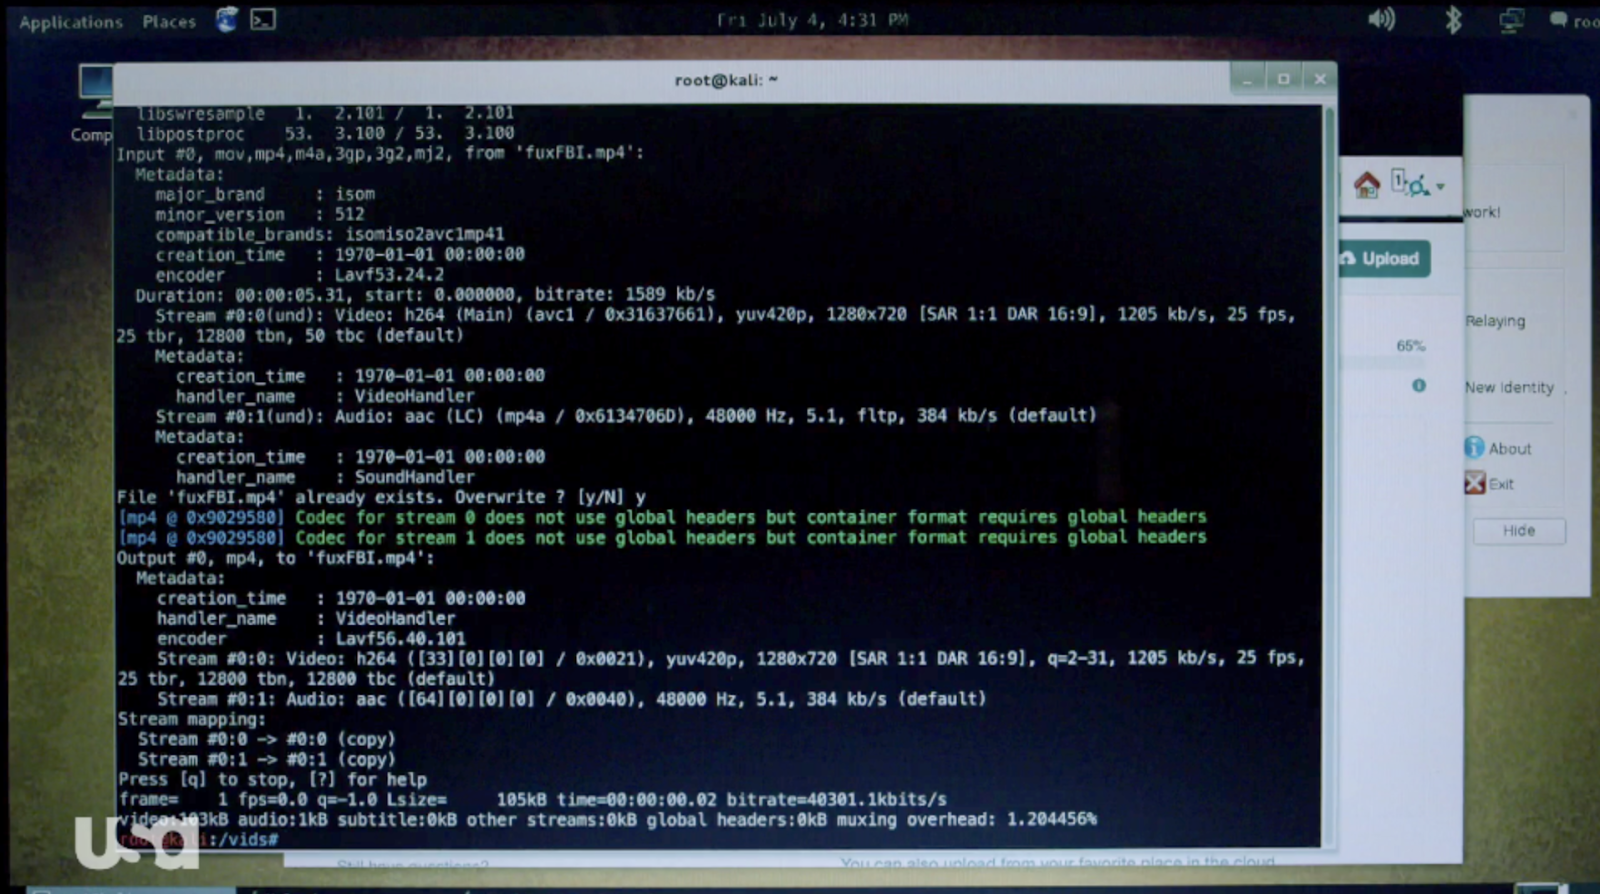 Applications Places
Fri July 4, 4:31 PM
roo
Comp
root@kali: ~
libswresample 1. 2.101 / 1. 2.101
libpostproc 53. 3.100 / 53. 3.100
Input #0, mov,mp4,m4a,3gp,3g2,mj2, from 'fuxFBI.mp4':
Metadata:
major_brand : isom
minor_version : 512
compatible_brands: isomiso2avc1mp41
creation_time : 1970-01-01 00:00:00
encoder : Lavf53.24.2
Duration: 00:00:05.31, start: 0.000000, bitrate: 1589 kb/s
Stream #0:0(und): Video: h264 (Main) (avc1 / 0x31637661), yuv420p, 1280x720 [SAR 1:1 DAR 16:9], 1205 kb/s, 25 fps,
25 tbr, 12800 tbn, 50 tbc (default)
Metadata:
creation_time : 1970-01-01 00:00:00
handler_name : VideoHandler
Stream #0:1(und): Audio: aac (LC) (mp4a / 0x6134706D), 48000 Hz, 5.1, fltp, 384 kb/s (default)
Metadata:
creation_time : 1970-01-01 00:00:00
handler_name : SoundHandler
File 'fuxFBI.mp4' already exists. Overwrite ? [y/N] y
[mp4 @ 0x9029580] Codec for stream 0 does not use global headers but container format requires global headers
[mp4 @ 0x9029580] Codec for stream 1 does not use global headers but container format requires global headers
Output #0, mp4, to 'fuxFBI.mp4':
Metadata:
creation_time : 1970-01-01 00:00:00
handler_name : VideoHandler
encoder : Lavf56.40.101
Stream #0:0: Video: h264 ([33][0][0][0] / 0x0021), yuv420p, 1280x720 [SAR 1:1 DAR 16:9], q=2-31, 1205 kb/s, 25 fps,
25 tbr, 12800 tbn, 12800 tbc (default)
Stream #0:1: Audio: aac ([64][0][0][0] / 0x0040), 48000 Hz, 5.1, 384 kb/s (default)
Stream mapping:
Stream #0:0 -> #0:0 (copy)
Stream #0:1 -> #0:1 (copy)
Press [q] to stop, [?] for help
frame= 1 fps=0.0 q=-1.0 Lsize= 105kB time=00:00:00.02 bitrate=40301.1kbits/s
video:103kB audio:1kB subtitle:0kB other streams:0kB global headers:0kB muxing overhead: 1.204456%
root@kali:/vids#
usa
1
Upload
65%
work!
Relaying
New Identity
About
Exit
Hide
Still have questions?
You can also upload from your favorite place in the cloud